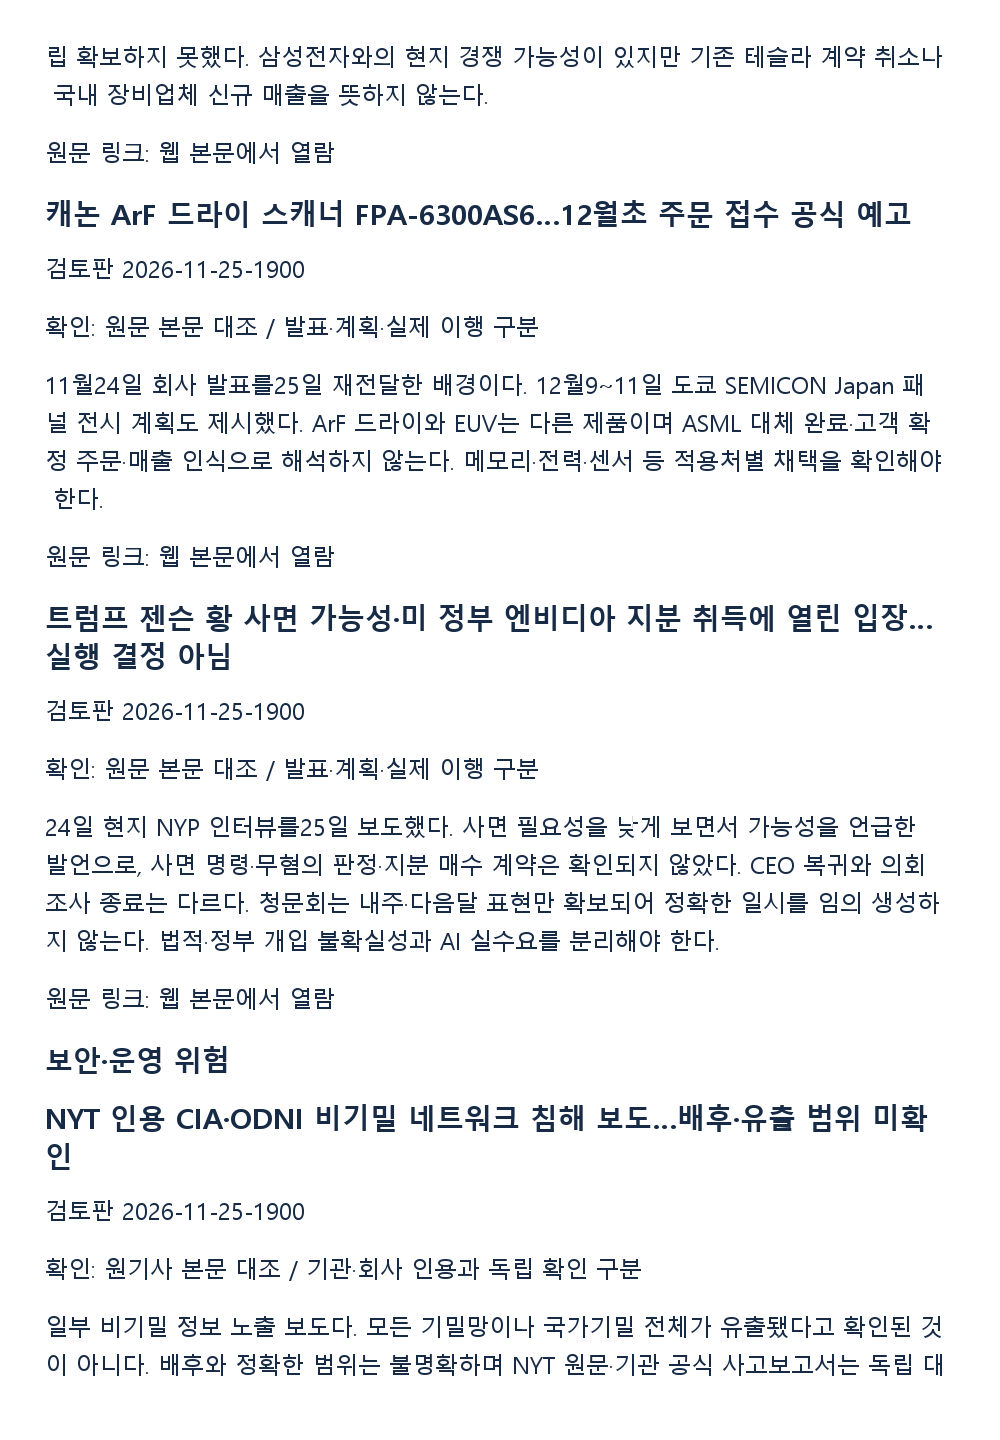 립 확보하지 못했다. 삼성전자와의 현지 경쟁 가능성이 있지만 기존 테슬라 계약 취소나
국내 장비업체 신규 매출을 뜻하지 않는다.
원문 링크: 웹 본문에서 열람
캐논 ArF 드라이 스캐너 FPA-6300AS6...12월초 주문 접수 공식 예고
검토판 2026-11-25-1900
확인: 원문 본문 대조 / 발표·계획·실제 이행 구분
11월24일 회사 발표를25일 재전달한 배경이다. 12월9~11일 도쿄 SEMICON Japan 패
널 전시 계획도 제시했다. ArF 드라이와 EUV는 다른 제품이며 ASML 대체 완료·고객 확
정 주문·매출 인식으로 해석하지 않는다. 메모리·전력·센서 등 적용처별 채택을 확인해야
한다.
원문 링크: 웹 본문에서 열람
트럼프 젠슨 황 사면 가능성·미 정부 엔비디아 지분 취득에 열린 입장...
실행 결정 아님
검토판 2026-11-25-1900
확인: 원문 본문 대조 / 발표·계획·실제 이행 구분
24일 현지 NYP 인터뷰를25일 보도했다. 사면 필요성을 낮게 보면서 가능성을 언급한
발언으로, 사면 명령·무혐의 판정·지분 매수 계약은 확인되지 않았다. CEO 복귀와 의회
조사 종료는 다르다. 청문회는 내주·다음달 표현만 확보되어 정확한 일시를 임의 생성하
지 않는다. 법적·정부 개입 불확실성과 AI 실수요를 분리해야 한다.
원문 링크: 웹 본문에서 열람
보안·운영 위험
NYT 인용 CIA·ODNI 비기밀 네트워크 침해 보도...배후·유출 범위 미확
인
검토판 2026-11-25-1900
확인: 원기사 본문 대조 / 기관·회사 인용과 독립 확인 구분
일부 비기밀 정보 노출 보도다. 모든 기밀망이나 국가기밀 전체가 유출됐다고 확인된 것
이 아니다. 배후와 정확한 범위는 불명확하며 NYT 원문·기관 공식 사고보고서는 독립 대